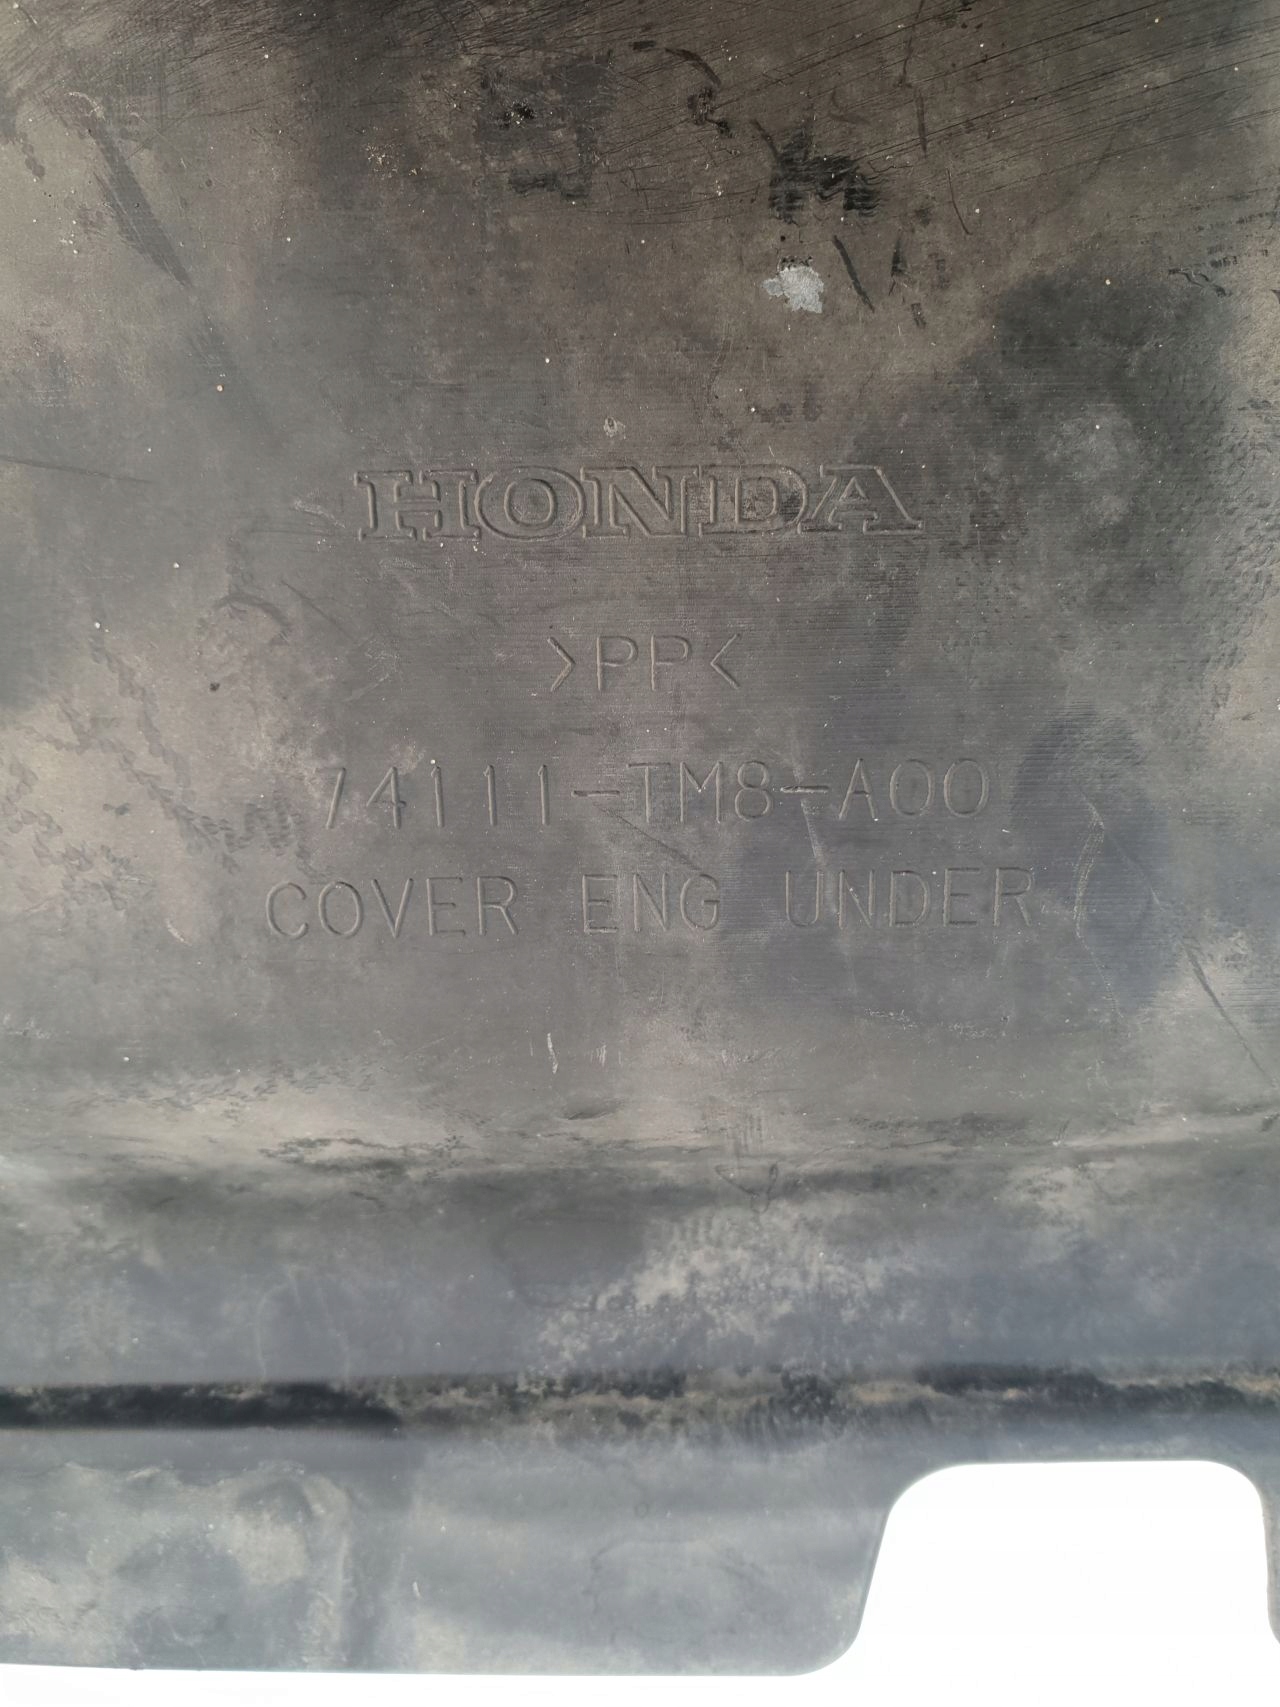 HONDA
>PP<
74111-TM8-A00
COVER ENG UNDER